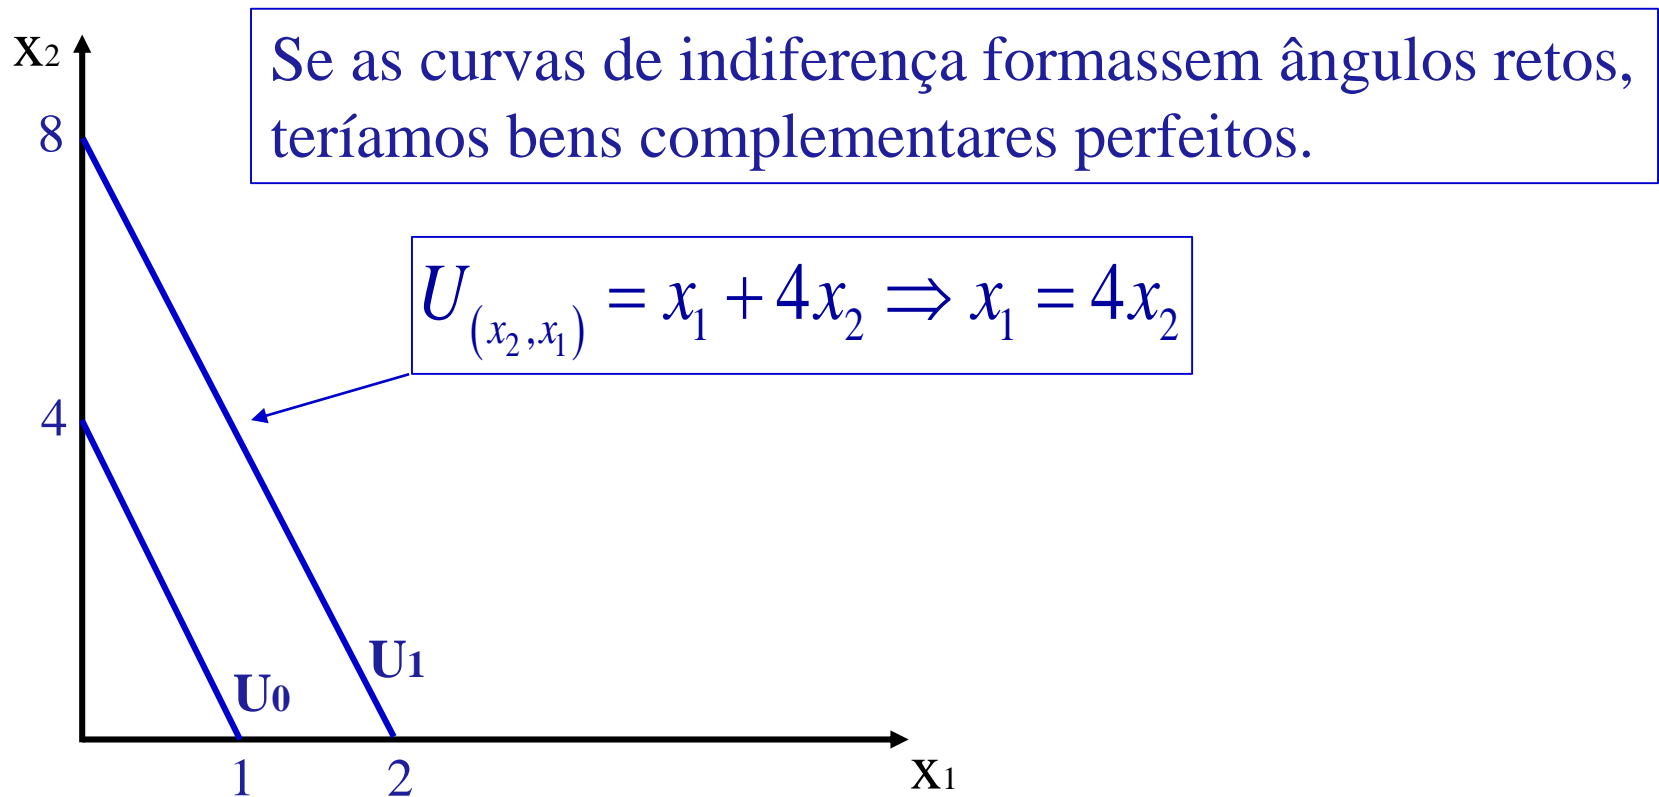 x2
Se as curvas de indiferença formassem ângulos retos,
teríamos bens complementares perfeitos.
8
U(x2,x1) = x1 + 4x2 ⇒ x1 = 4x2
4
U1
U0
1
2
x1